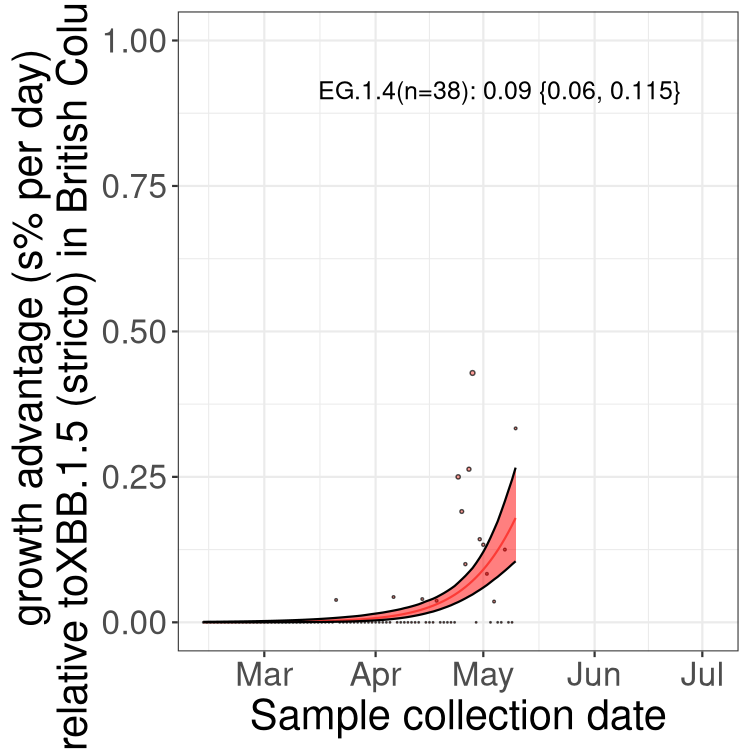 growth advantage (s% per day)
relative toXBB.1.5 (stricto) in British Colu
1.00
0.75
0.50
0.25
0.00
EG.1.4(n=38): 0.09 {0.06, 0.115}
Mar Apr May Jun Jul
Sample collection date